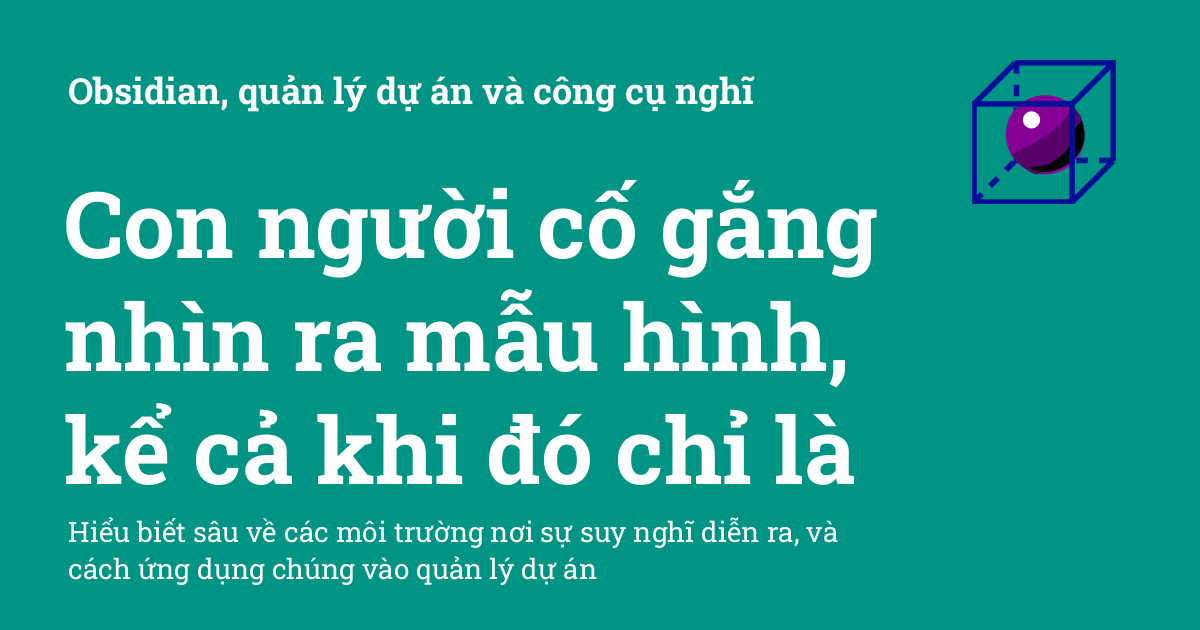 Obsidian, quản lý dự án và công cụ nghĩ
Con người cố gắng
nhìn ra mẫu hình,
kể cả khi đó chỉ là
Hiểu biết sâu về các môi trường nơi sự suy nghĩ diễn ra, và
cách ứng dụng chúng vào quản lý dự án